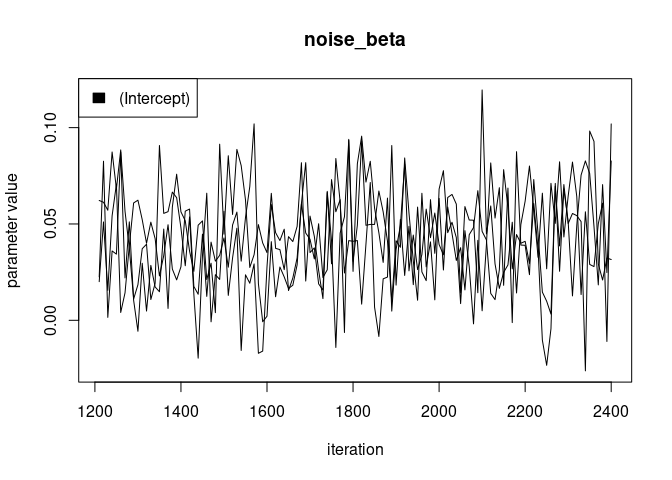 noise_beta
(Intercept)
parameter value
0.10
0.05
0.00
1200 1400 1600 1800 2000 2200 2400
iteration